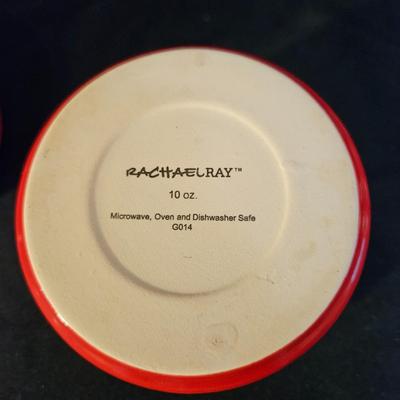 RACHAELRAY™
10 oz.
Microwave, Oven and Dishwasher Safe
G014